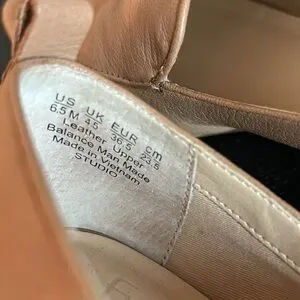 US UK EUR cm
6.5 M 4.5 36.5 22.5
Leather Upper
Balance Man Made
Made in Vietnam
STUDIO